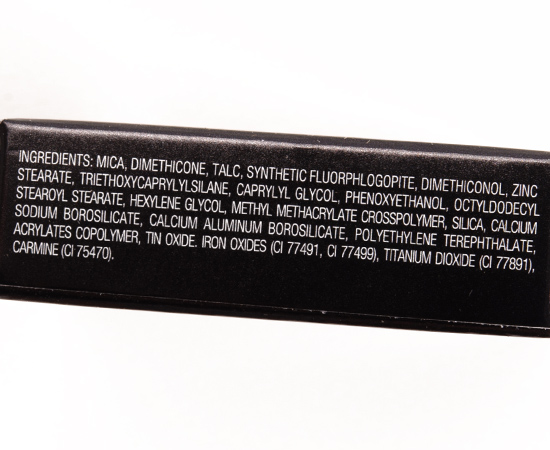 INGREDIENTS: MICA, DIMETHICONE, TALC, SYNTHETIC FLUORPHLOGOPITE, DIMETHICONOL, ZINC
STEARATE, TRIETHOXYCAPRYLYLSILANE, CAPRYLYL GLYCOL, PHENOXYETHANOL, OCTYLDODECYL
STEAROYL STEARATE, HEXYLENE GLYCOL, METHYL METHACRYLATE CROSSPOLYMER, SILICA, CALCIUM
SODIUM BOROSILICATE, CALCIUM ALUMINUM BOROSILICATE, POLYETHYLENE TEREPHTHALATE,
ACRYLATES COPOLYMER, TIN OXIDE. IRON OXIDES (CI 77491, CI 77499), TITANIUM DIOXIDE (CI 77891),
CARMINE (CI 75470).